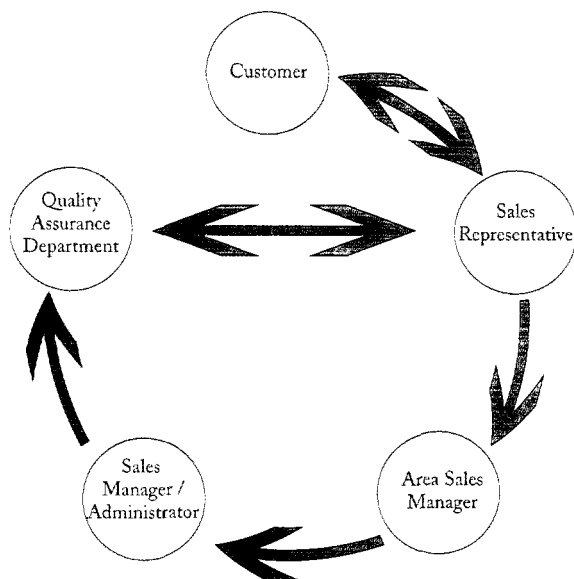 Customer
Quality
Assurance
Department
Sales
Representative
Sales
Manager /
Administrator
Area Sales
Manager